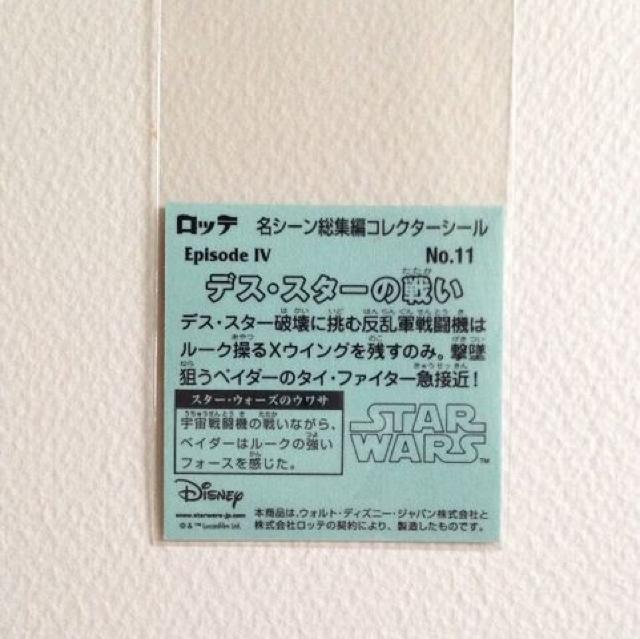 ロッテ 名シーン総集編コレクターシール
Episode IV No.11
デス・スターの戦い
デス・スター破壊に挑む反乱軍戦闘機は
ルーク操るXウイングを残すのみ。撃墜
狙うベイダーのタイ・ファイター急接近!
スター・ウォーズのウワサ
宇宙戦闘機の戦いながら、
ベイダーはルークの強い
フォースを感じた。
STAR
WARS™
Disney
www.starwars-jp.com
© & ™ Lucasfilm Ltd.
本商品は、ウォルト・ディズニー・ジャパン株式会社と
株式会社ロッテの契約により、製造したものです。